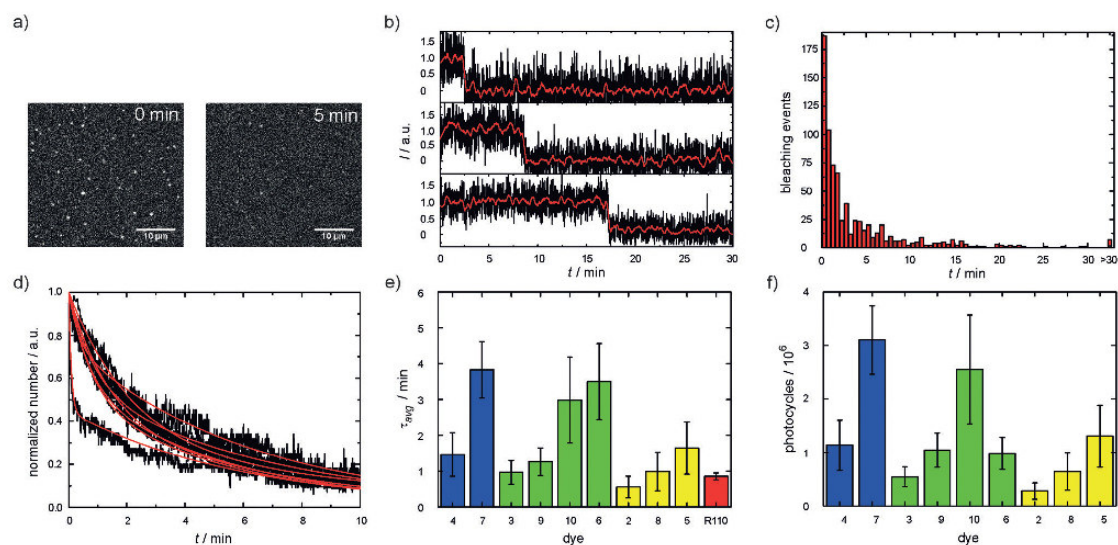 a)
0 min
10 µm
5 min
10 µm
b)
1.5
1.0
0.5
0
1.5
1.0
0.5
0
1.5
1.0
0.5
0
I / a.u.
0 5 10 15 20 25 30
t / min
c)
175
150
125
100
75
50
25
0
bleaching events
0 5 10 15 20 25 >30
t / min
d)
1.0
0.8
0.6
0.4
0.2
0.0
normalized number / a.u.
0 2 4 6 8 10
t / min
e)
6
5
4
3
2
1
0
τavg / min
4 7 3 9 10 6 2 8 5 R110
dye
f)
4
3
2
1
0
photocycles / 10⁶
4 7 3 9 10 6 2 8 5
dye